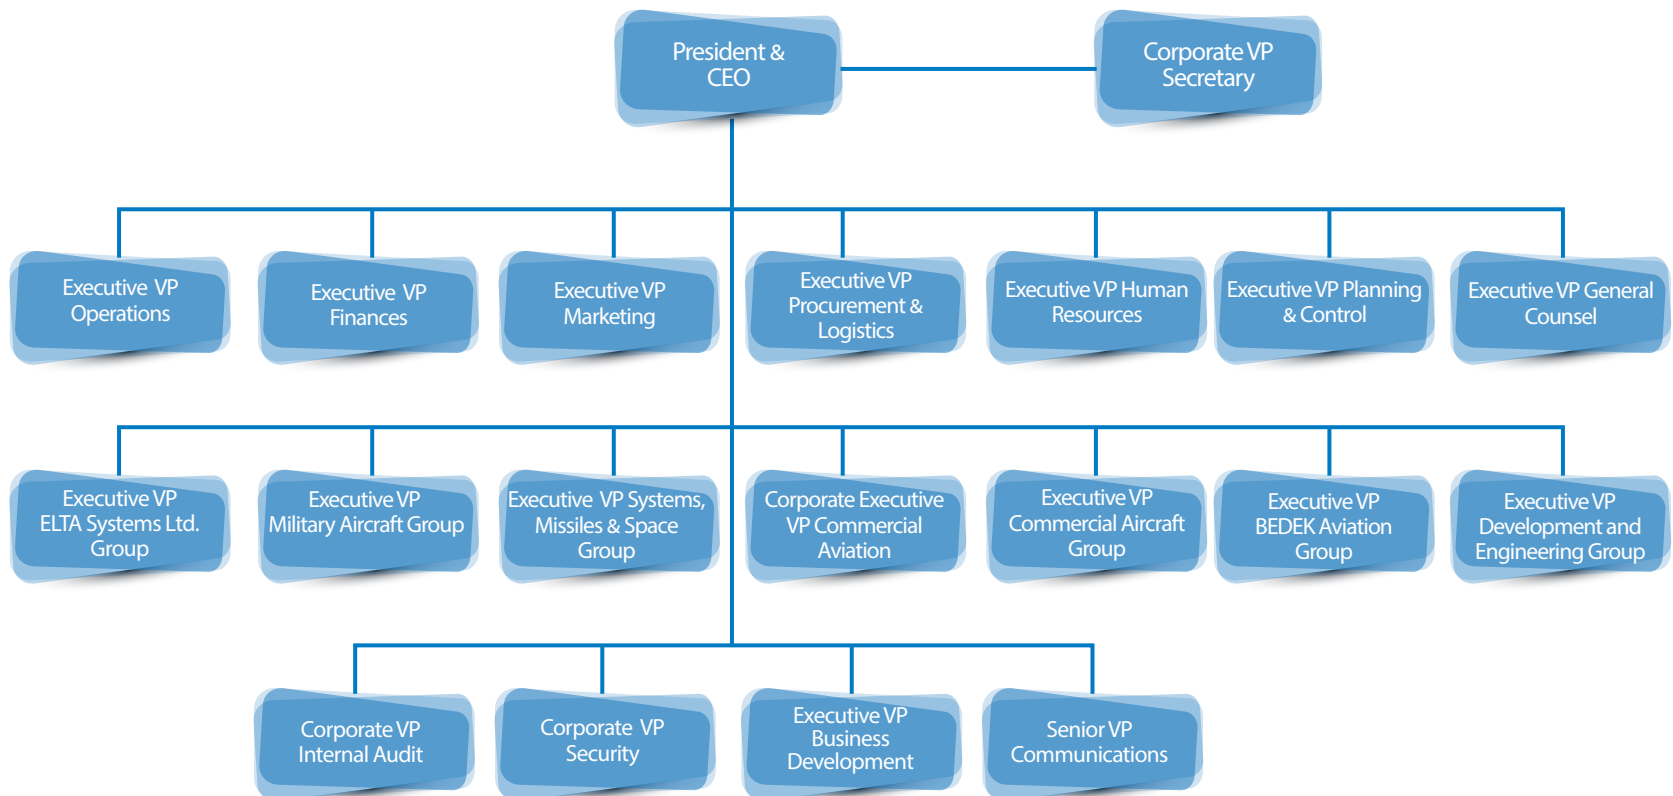 President &
CEO
Corporate VP
Secretary
Executive VP
Operations
Executive VP
Finances
Executive VP
Marketing
Executive VP
Procurement &
Logistics
Executive VP Human
Resources
Executive VP Planning
& Control
Executive VP General
Counsel
Executive VP
ELTA Systems Ltd.
Group
Executive VP
Military Aircraft Group
Executive VP Systems,
Missiles & Space
Group
Corporate Executive
VP Commercial
Aviation
Executive VP
Commercial Aircraft
Group
Executive VP
BEDEK Aviation
Group
Executive VP
Development and
Engineering Group
Corporate VP
Internal Audit
Corporate VP
Security
Executive VP
Business
Development
Senior VP
Communications